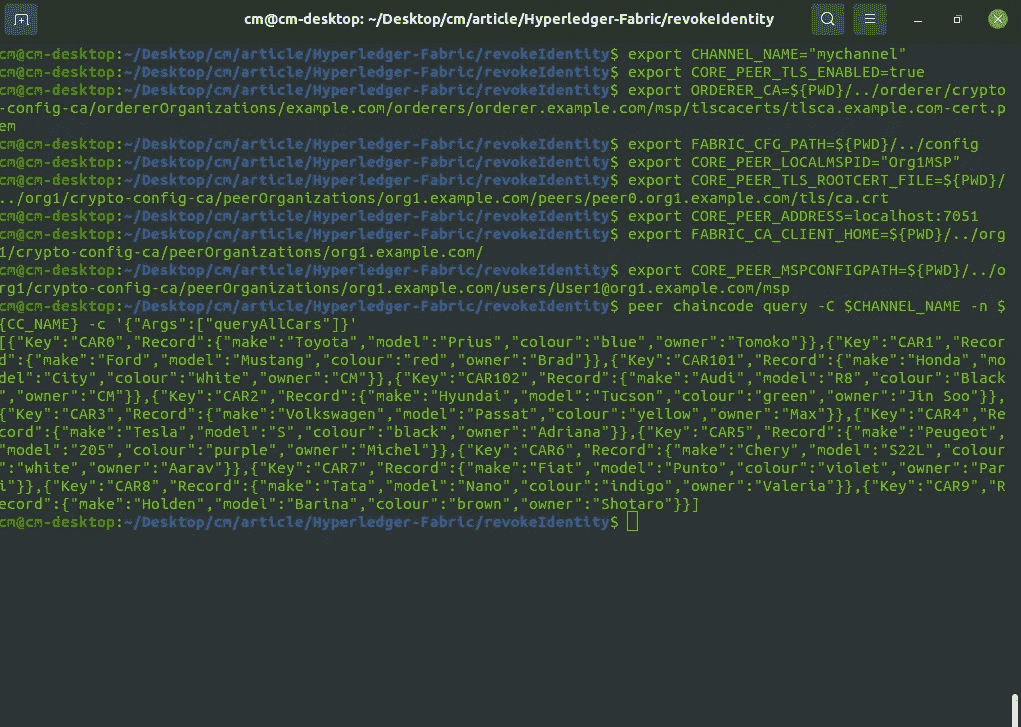 cm@cm-desktop: ~/Desktop/cm/article/Hyperledger-Fabric/revokeIdentity
cm@cm-desktop:~/Desktop/cm/article/Hyperledger-Fabric/revokeIdentity$ export CHANNEL_NAME="mychannel"
cm@cm-desktop:~/Desktop/cm/article/Hyperledger-Fabric/revokeIdentity$ export CORE_PEER_TLS_ENABLED=true
cm@cm-desktop:~/Desktop/cm/article/Hyperledger-Fabric/revokeIdentity$ export ORDERER_CA=${PWD}/../orderer/crypto
-config-ca/ordererOrganizations/example.com/orderers/orderer.example.com/msp/tlscacerts/tlsca.example.com-cert.p
em
cm@cm-desktop:~/Desktop/cm/article/Hyperledger-Fabric/revokeIdentity$ export FABRIC_CFG_PATH=${PWD}/../config
cm@cm-desktop:~/Desktop/cm/article/Hyperledger-Fabric/revokeIdentity$ export CORE_PEER_LOCALMSPID="Org1MSP"
cm@cm-desktop:~/Desktop/cm/article/Hyperledger-Fabric/revokeIdentity$ export CORE_PEER_TLS_ROOTCERT_FILE=${PWD}/
../org1/crypto-config-ca/peerOrganizations/org1.example.com/peers/peer0.org1.example.com/tls/ca.crt
cm@cm-desktop:~/Desktop/cm/article/Hyperledger-Fabric/revokeIdentity$ export CORE_PEER_ADDRESS=localhost:7051
cm@cm-desktop:~/Desktop/cm/article/Hyperledger-Fabric/revokeIdentity$ export FABRIC_CA_CLIENT_HOME=${PWD}/../org
1/crypto-config-ca/peerOrganizations/org1.example.com/
cm@cm-desktop:~/Desktop/cm/article/Hyperledger-Fabric/revokeIdentity$ export CORE_PEER_MSPCONFIGPATH=${PWD}/../o
rg1/crypto-config-ca/peerOrganizations/org1.example.com/users/User1@org1.example.com/msp
cm@cm-desktop:~/Desktop/cm/article/Hyperledger-Fabric/revokeIdentity$ peer chaincode query -C $CHANNEL_NAME -n $
{CC_NAME} -c '{"Args":["queryAllCars"]}'
[{"Key":"CAR0","Record":{"make":"Toyota","model":"Prius","colour":"blue","owner":"Tomoko"}},{"Key":"CAR1","Recor
d":{"make":"Ford","model":"Mustang","colour":"red","owner":"Brad"}},{"Key":"CAR101","Record":{"make":"Honda","mo
del":"City","colour":"White","owner":"CM"}},{"Key":"CAR102","Record":{"make":"Audi","model":"R8","colour":"Black
","owner":"CM"}},{"Key":"CAR2","Record":{"make":"Hyundai","model":"Tucson","colour":"green","owner":"Jin Soo"}},
{"Key":"CAR3","Record":{"make":"Volkswagen","model":"Passat","colour":"yellow","owner":"Max"}},{"Key":"CAR4","Re
cord":{"make":"Tesla","model":"S","colour":"black","owner":"Adriana"}},{"Key":"CAR5","Record":{"make":"Peugeot",
"model":"205","colour":"purple","owner":"Michel"}},{"Key":"CAR6","Record":{"make":"Chery","model":"S22L","colour
":"white","owner":"Aarav"}},{"Key":"CAR7","Record":{"make":"Fiat","model":"Punto","colour":"violet","owner":"Par
i"}},{"Key":"CAR8","Record":{"make":"Tata","model":"Nano","colour":"indigo","owner":"Valeria"}},{"Key":"CAR9","R
ecord":{"make":"Holden","model":"Barina","colour":"brown","owner":"Shotaro"}}]
cm@cm-desktop:~/Desktop/cm/article/Hyperledger-Fabric/revokeIdentity$